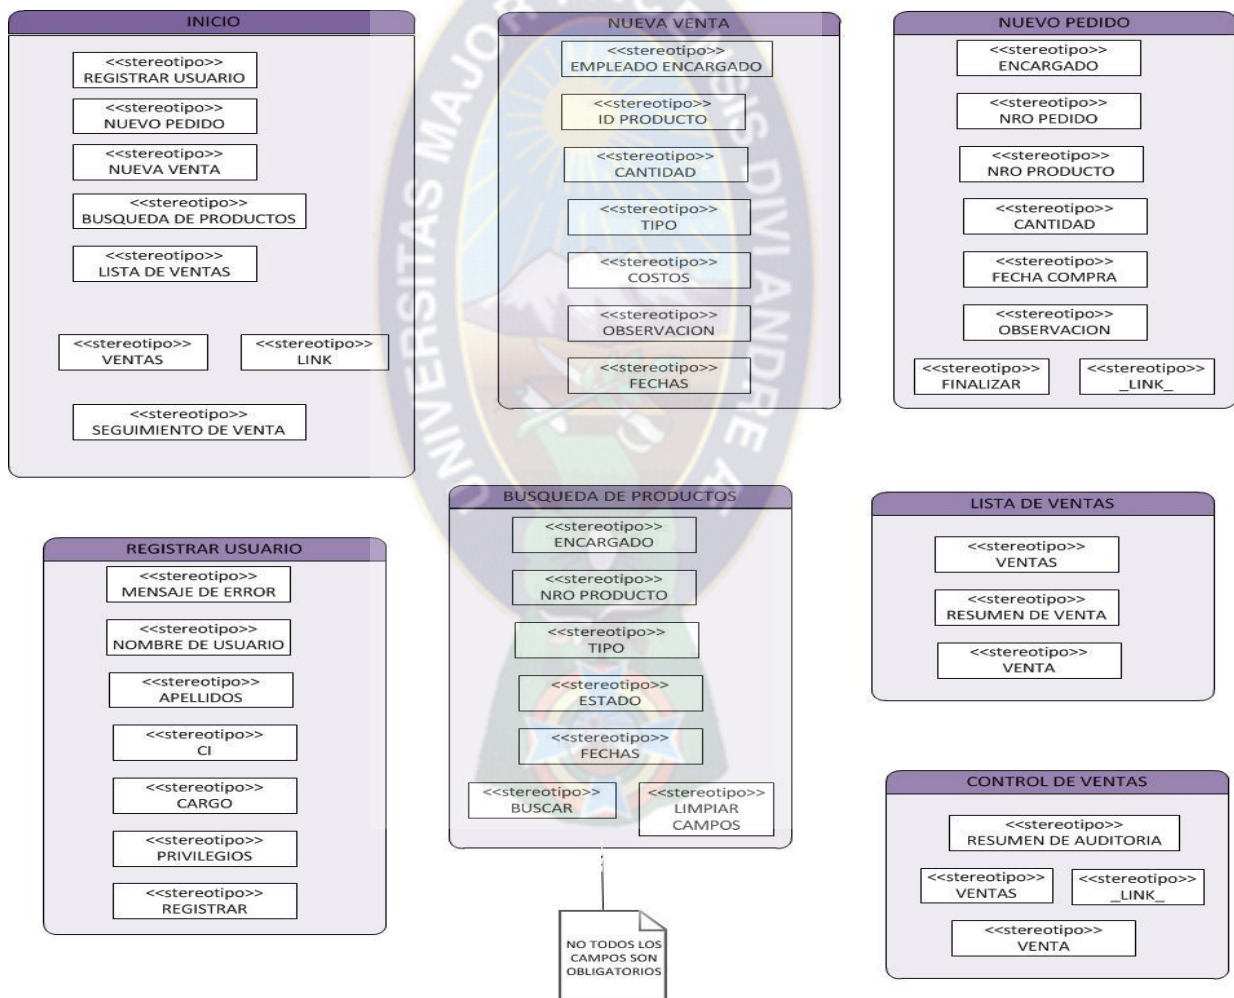 INICIO
<<stereotipo>>
REGISTRAR USUARIO
<<stereotipo>>
NUEVO PEDIDO
<<stereotipo>>
NUEVA VENTA
<<stereotipo>>
BUSQUEDA DE PRODUCTOS
<<stereotipo>>
LISTA DE VENTAS
<<stereotipo>>
VENTAS
<<stereotipo>>
LINK
<<stereotipo>>
SEGUIMIENTO DE VENTA
NUEVA VENTA
<<stereotipo>>
EMPLEADO ENCARGADO
<<stereotipo>>
ID PRODUCTO
<<stereotipo>>
CANTIDAD
<<stereotipo>>
TIPO
<<stereotipo>>
COSTOS
<<stereotipo>>
OBSERVACION
<<stereotipo>>
FECHAS
NUEVO PEDIDO
<<stereotipo>>
ENCARGADO
<<stereotipo>>
NRO PEDIDO
<<stereotipo>>
NRO PRODUCTO
<<stereotipo>>
CANTIDAD
<<stereotipo>>
FECHA COMPRA
<<stereotipo>>
OBSERVACION
<<stereotipo>>
FINALIZAR
<<stereotipo>>
_LINK_
REGISTRAR USUARIO
<<stereotipo>>
MENSAJE DE ERROR
<<stereotipo>>
NOMBRE DE USUARIO
<<stereotipo>>
APELLIDOS
<<stereotipo>>
CI
<<stereotipo>>
CARGO
<<stereotipo>>
PRIVILEGIOS
<<stereotipo>>
REGISTRAR
BUSQUEDA DE PRODUCTOS
<<stereotipo>>
ENCARGADO
<<stereotipo>>
NRO PRODUCTO
<<stereotipo>>
TIPO
<<stereotipo>>
ESTADO
<<stereotipo>>
FECHAS
<<stereotipo>>
BUSCAR
<<stereotipo>>
LIMPIAR
CAMPOS
NO TODOS LOS
CAMPOS SON
OBLIGATORIOS
LISTA DE VENTAS
<<stereotipo>>
VENTAS
<<stereotipo>>
RESUMEN DE VENTA
<<stereotipo>>
VENTA
CONTROL DE VENTAS
<<stereotipo>>
RESUMEN DE AUDITORIA
<<stereotipo>>
VENTAS
<<stereotipo>>
_LINK_
<<stereotipo>>
VENTA
UNIVERSITAS MAJOR
DIVI ANDRE Æ